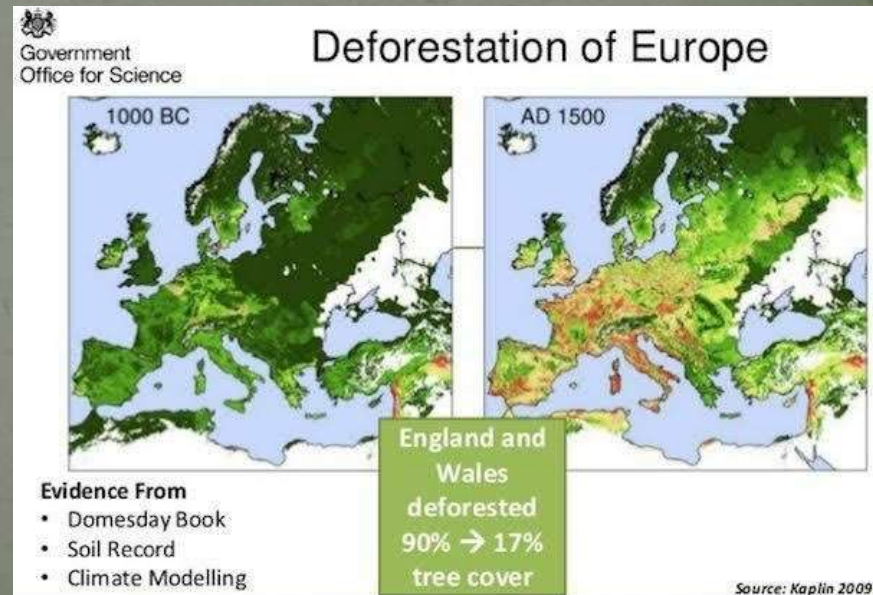 Government
Office for Science
Deforestation of Europe
1000 BC
AD 1500
Evidence From
• Domesday Book
• Soil Record
• Climate Modelling
England and
Wales
deforested
90% → 17%
tree cover
Source: Kaplin 2009